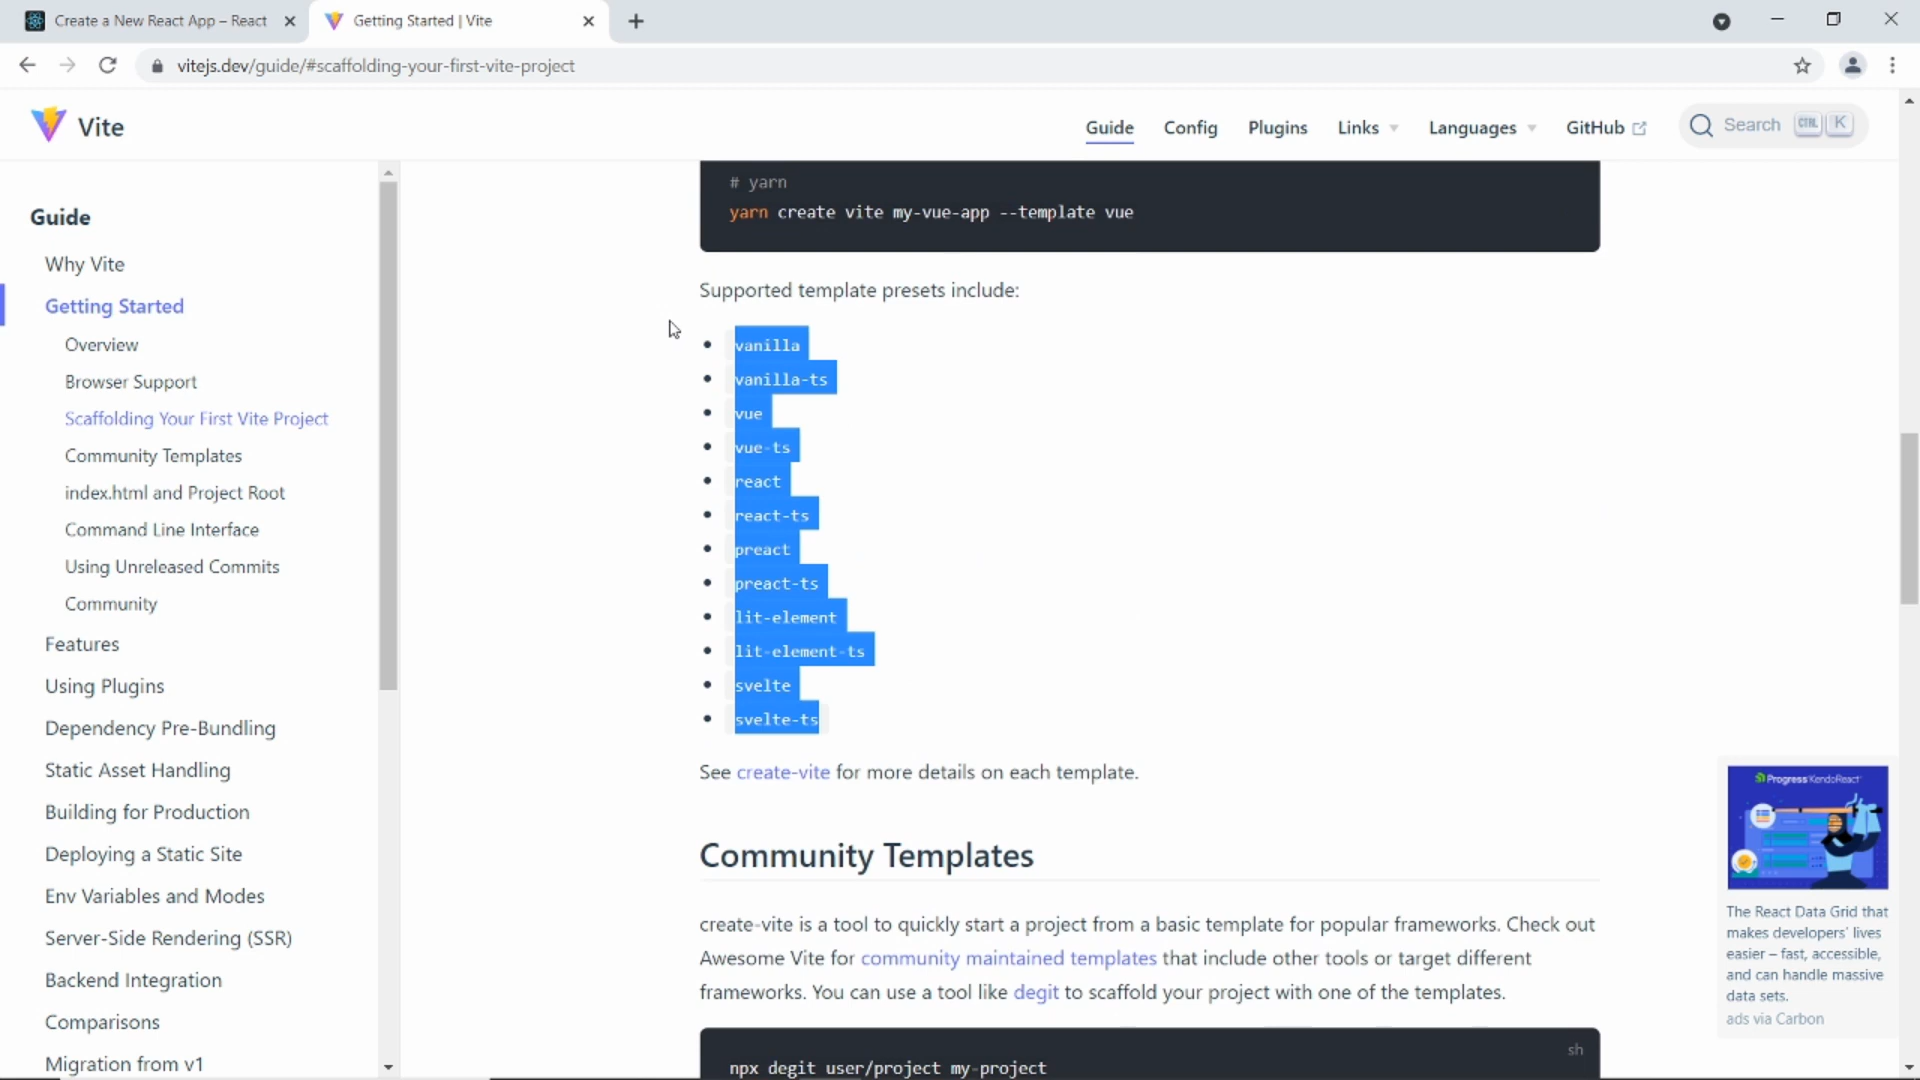 Create a New React App – React
Getting Started | Vite
vitejs.dev/guide/#scaffolding-your-first-vite-project
Vite
Guide
Config
Plugins
Links
Languages
GitHub
Search
CTRL
K
Guide
Why Vite
Getting Started
Overview
Browser Support
Scaffolding Your First Vite Project
Community Templates
index.html and Project Root
Command Line Interface
Using Unreleased Commits
Community
Features
Using Plugins
Dependency Pre-Bundling
Static Asset Handling
Building for Production
Deploying a Static Site
Env Variables and Modes
Server-Side Rendering (SSR)
Backend Integration
Comparisons
Migration from v1
# yarn
yarn create vite my-vue-app --template vue
Supported template presets include:
vanilla
vanilla-ts
vue
vue-ts
react
react-ts
preact
preact-ts
lit-element
lit-element-ts
svelte
svelte-ts
See create-vite for more details on each template.
Community Templates
create-vite is a tool to quickly start a project from a basic template for popular frameworks. Check out
Awesome Vite for community maintained templates that include other tools or target different
frameworks. You can use a tool like degit to scaffold your project with one of the templates.
sh
npx degit user/project my-project
Progress KendoReact
The React Data Grid that
makes developers' lives
easier – fast, accessible,
and can handle massive
data sets.
ads via Carbon